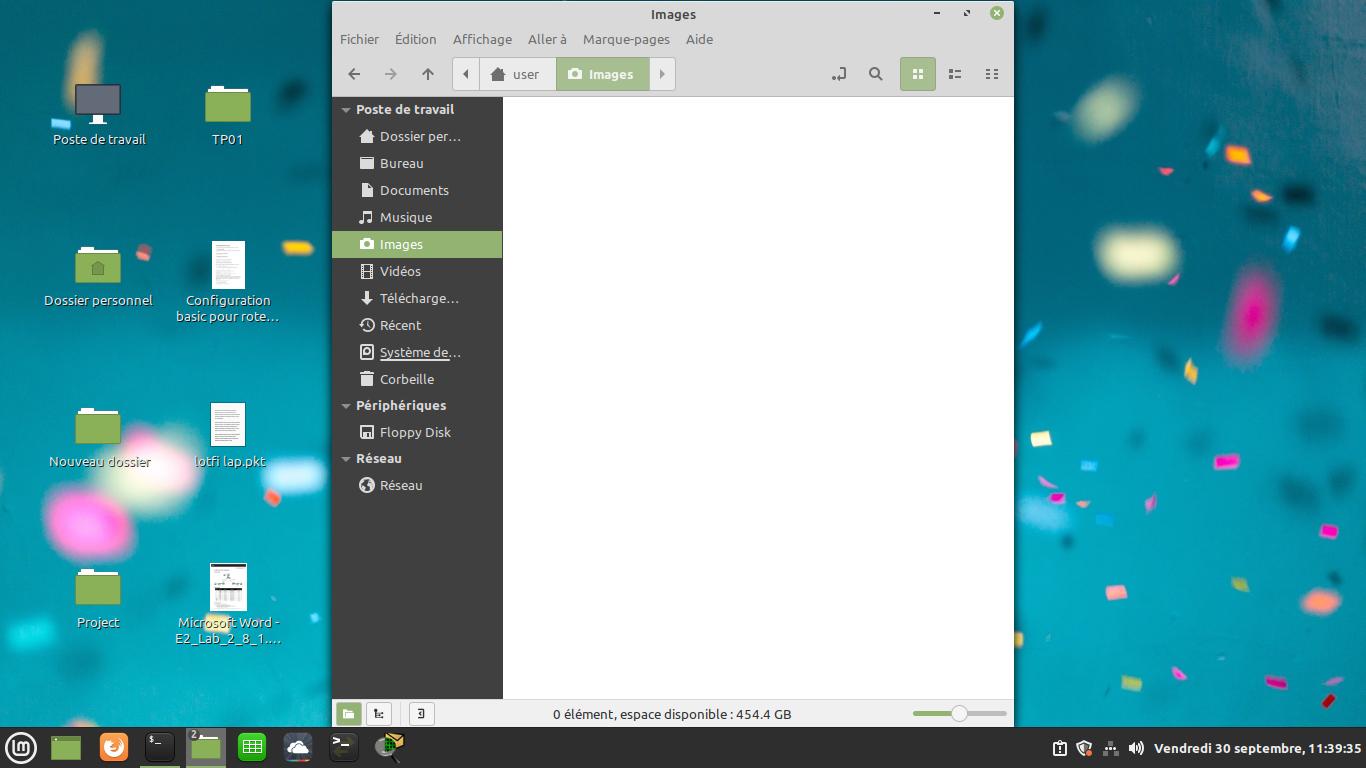 Images
Fichier Édition Affichage Aller à Marque-pages Aide
user Images
Poste de travail
Dossier per...
Bureau
Documents
Musique
Images
Vidéos
Télécharge...
Récent
Système de...
Corbeille
Périphériques
Floppy Disk
Réseau
Réseau
0 élément, espace disponible : 454.4 GB
Poste de travail
TP01
Dossier personnel
Configuration
basic pour rote...
Nouveau dossier
lotfi lap.pkt
Project
Microsoft Word -
E2_Lab_2_8_1....
2
Vendredi 30 septembre, 11:39:35